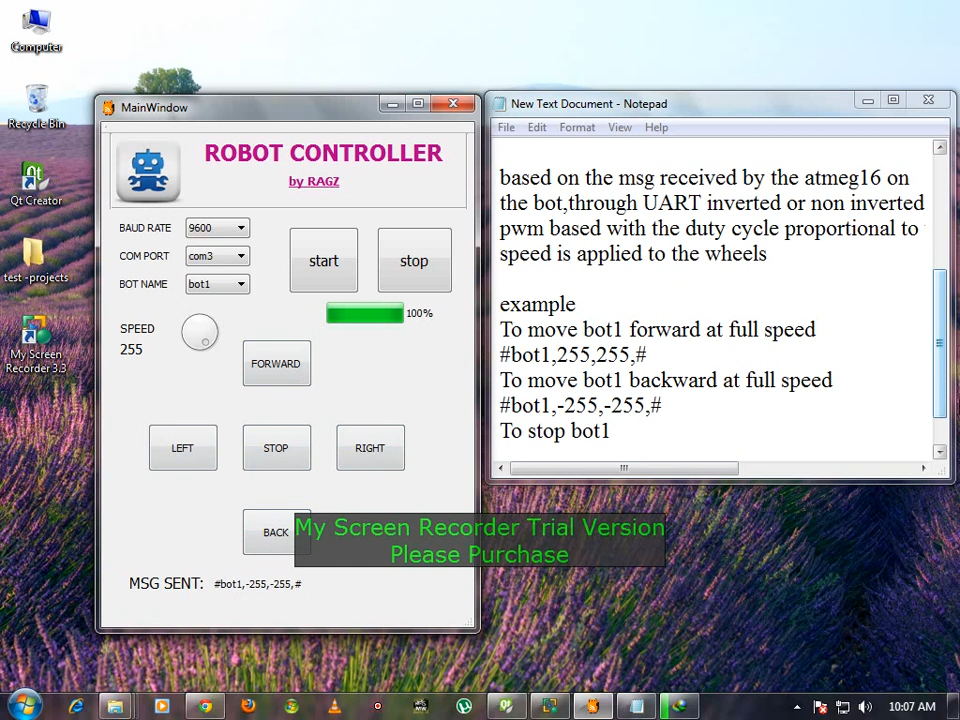 Computer
Recycle Bin
Qt Creator
test -projects
My Screen
Recorder 3.3
MainWindow
ROBOT CONTROLLER
by RAGZ
BAUD RATE
9600
COM PORT
com3
BOT NAME
bot1
start
stop
100%
SPEED
255
FORWARD
LEFT
STOP
RIGHT
BACK
MSG SENT:
#bot1,-255,-255,#
New Text Document - Notepad
File Edit Format View Help
based on the msg received by the atmeg16 on
the bot,through UART inverted or non inverted
pwm based with the duty cycle proportional to
speed is applied to the wheels
example
To move bot1 forward at full speed
#bot1,255,255,#
To move bot1 backward at full speed
#bot1,-255,-255,#
To stop bot1
My Screen Recorder Trial Version
Please Purchase
10:07 AM